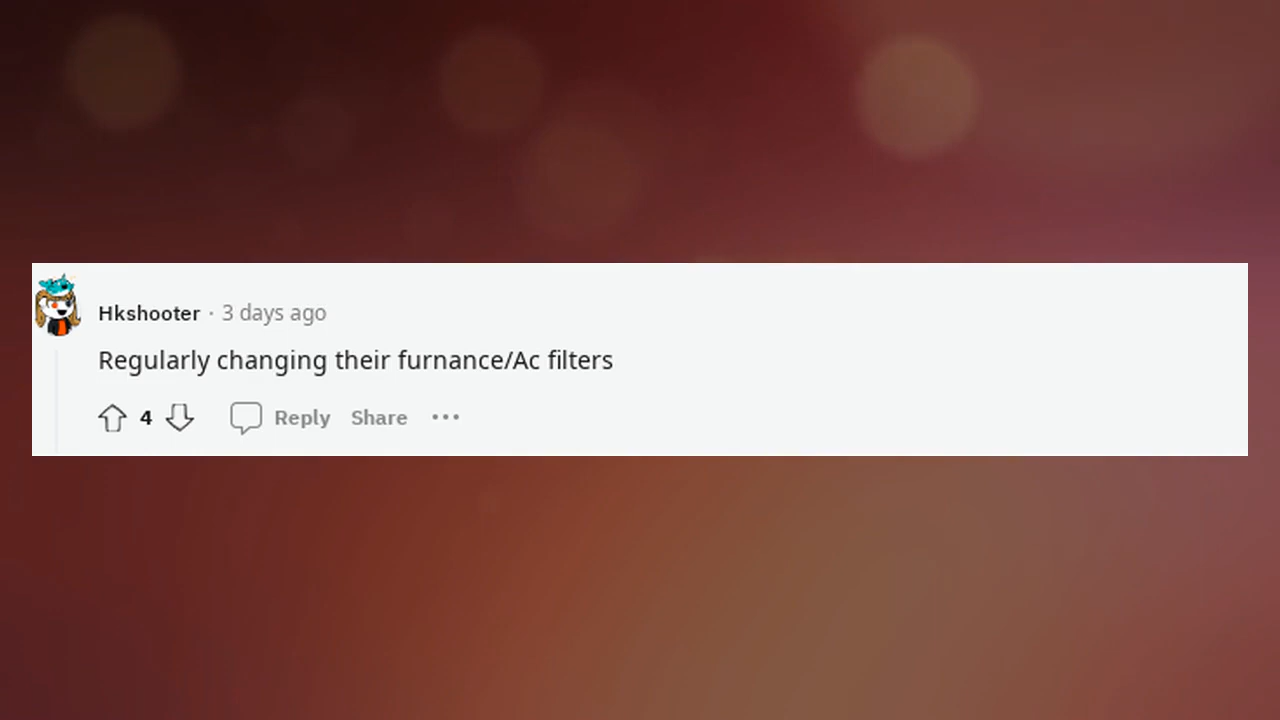 Hkshooter · 3 days ago
Regularly changing their furnance/Ac filters
4 Reply Share ···